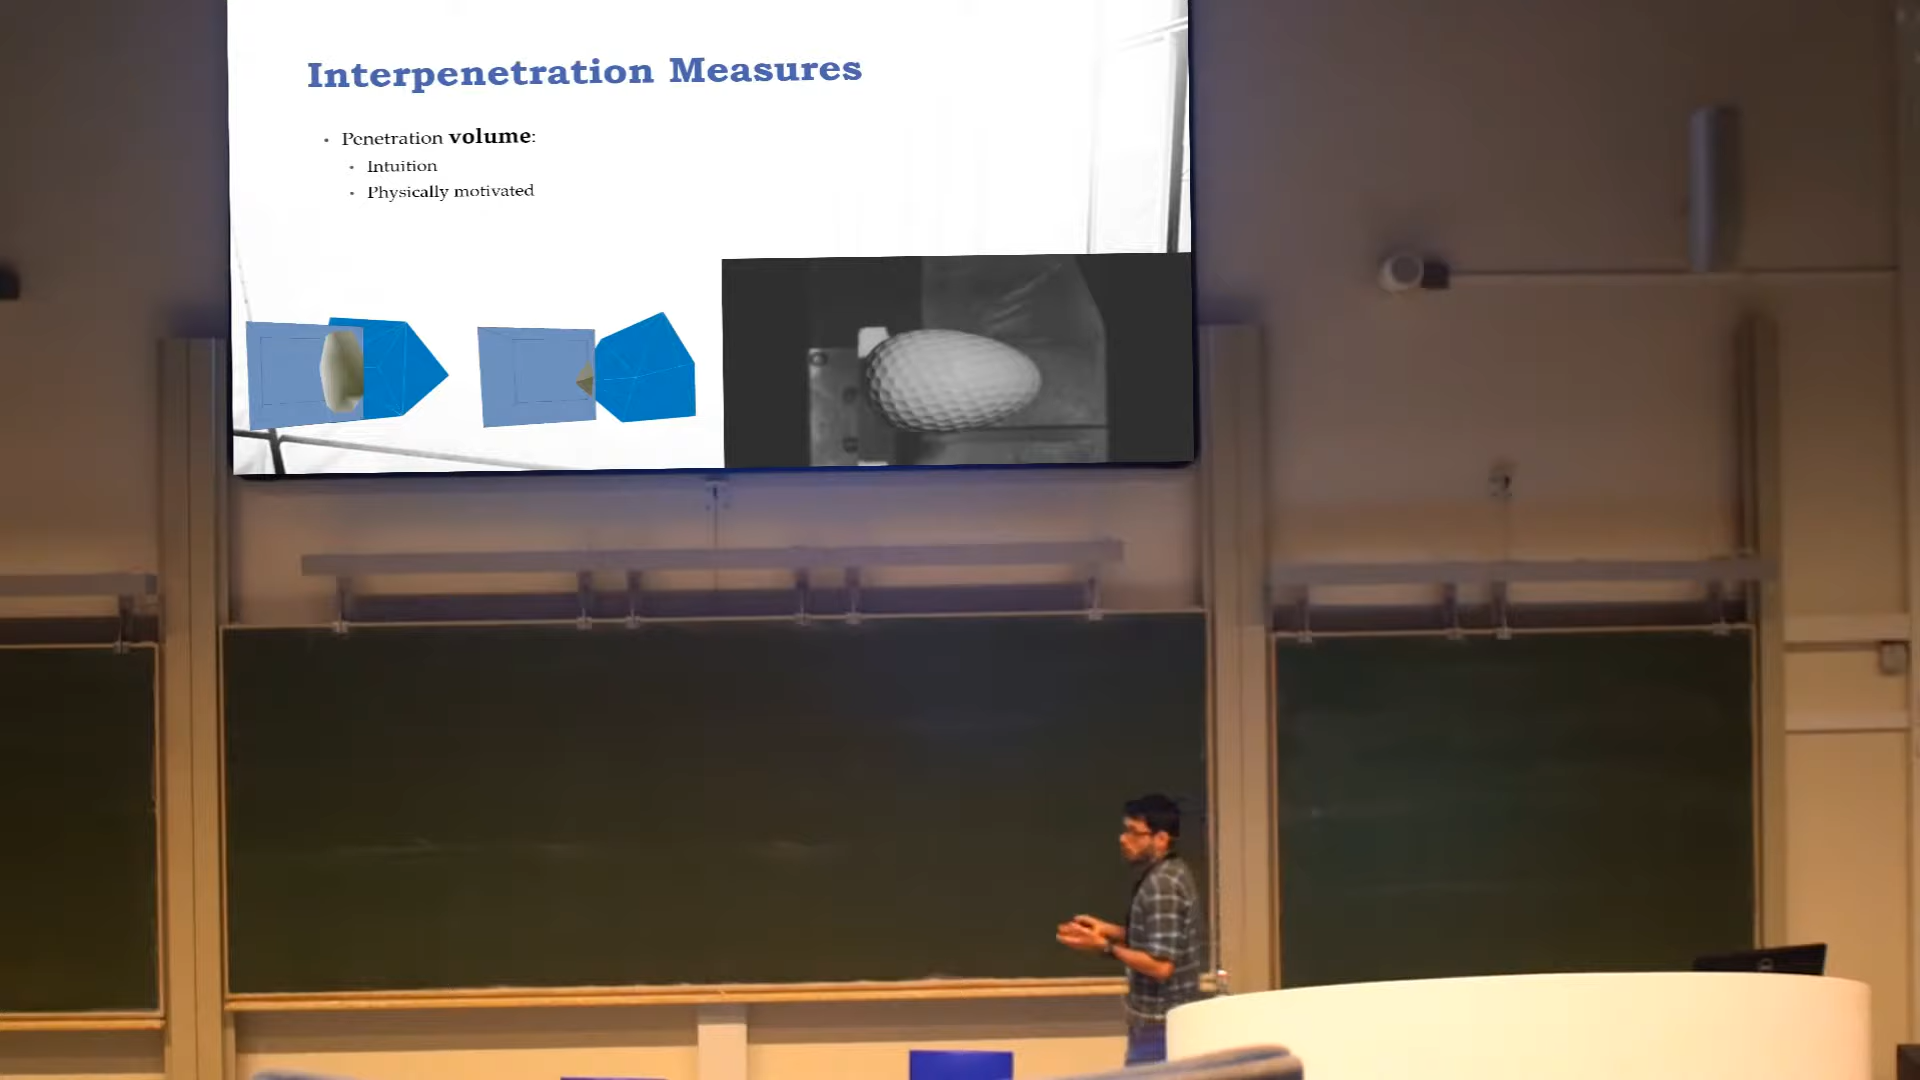 Interpenetration Measures
• Penetration volume:
• Intuition
• Physically motivated